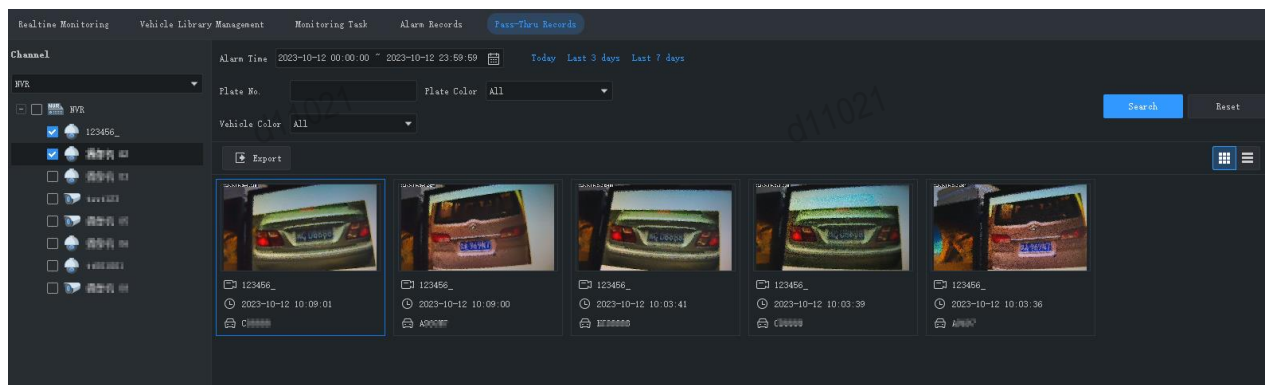 Realtime Monitoring Vehicle Library Management Monitoring Task Alarm Records Pass-Thru Records
Channel
Alarm Time 2023-10-12 00:00:00 ~ 2023-10-12 23:59:59 Today Last 3 days Last 7 days
NVR
Plate No. Plate Color All
Search Reset
NVR
Vehicle Color All
123456_
Export
d11021 d11021
123456_ 123456_ 123456_ 123456_ 123456_
2023-10-12 10:09:01 2023-10-12 10:09:00 2023-10-12 10:03:41 2023-10-12 10:03:39 2023-10-12 10:03:36